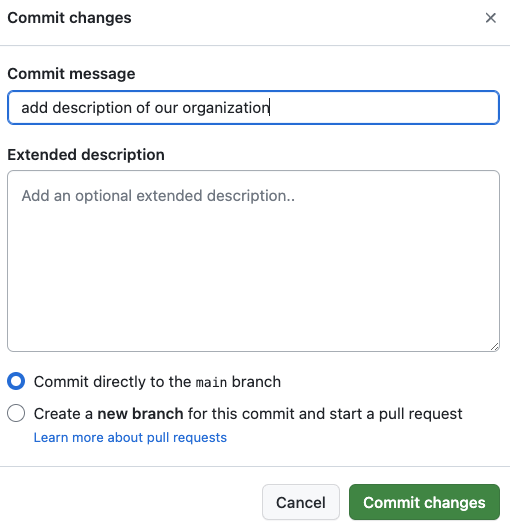 Commit changes
Commit message
add description of our organization
Extended description
Add an optional extended description..
Commit directly to the main branch
Create a new branch for this commit and start a pull request
Learn more about pull requests
Cancel
Commit changes